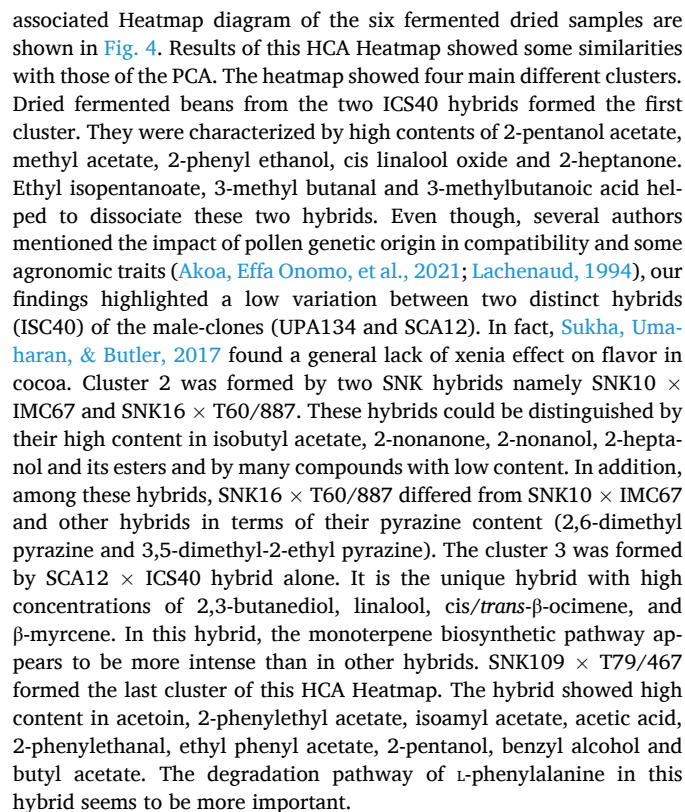 associated Heatmap diagram of the six fermented dried samples are
shown in Fig. 4. Results of this HCA Heatmap showed some similarities
with those of the PCA. The heatmap showed four main different clusters.
Dried fermented beans from the two ICS40 hybrids formed the first
cluster. They were characterized by high contents of 2-pentanol acetate,
methyl acetate, 2-phenyl ethanol, cis linalool oxide and 2-heptanone.
Ethyl isopentanoate, 3-methyl butanal and 3-methylbutanoic acid hel-
ped to dissociate these two hybrids. Even though, several authors
mentioned the impact of pollen genetic origin in compatibility and some
agronomic traits (Akoa, Effa Onomo, et al., 2021; Lachenaud, 1994), our
findings highlighted a low variation between two distinct hybrids
(ISC40) of the male-clones (UPA134 and SCA12). In fact, Sukha, Uma-
haran, & Butler, 2017 found a general lack of xenia effect on flavor in
cocoa. Cluster 2 was formed by two SNK hybrids namely SNK10 ×
IMC67 and SNK16 × T60/887. These hybrids could be distinguished by
their high content in isobutyl acetate, 2-nonanone, 2-nonanol, 2-hepta-
nol and its esters and by many compounds with low content. In addition,
among these hybrids, SNK16 × T60/887 differed from SNK10 × IMC67
and other hybrids in terms of their pyrazine content (2,6-dimethyl
pyrazine and 3,5-dimethyl-2-ethyl pyrazine). The cluster 3 was formed
by SCA12 × ICS40 hybrid alone. It is the unique hybrid with high
concentrations of 2,3-butanediol, linalool, cis/trans-β-ocimene, and
β-myrcene. In this hybrid, the monoterpene biosynthetic pathway ap-
pears to be more intense than in other hybrids. SNK109 × T79/467
formed the last cluster of this HCA Heatmap. The hybrid showed high
content in acetoin, 2-phenylethyl acetate, isoamyl acetate, acetic acid,
2-phenylethanal, ethyl phenyl acetate, 2-pentanol, benzyl alcohol and
butyl acetate. The degradation pathway of L-phenylalanine in this
hybrid seems to be more important.